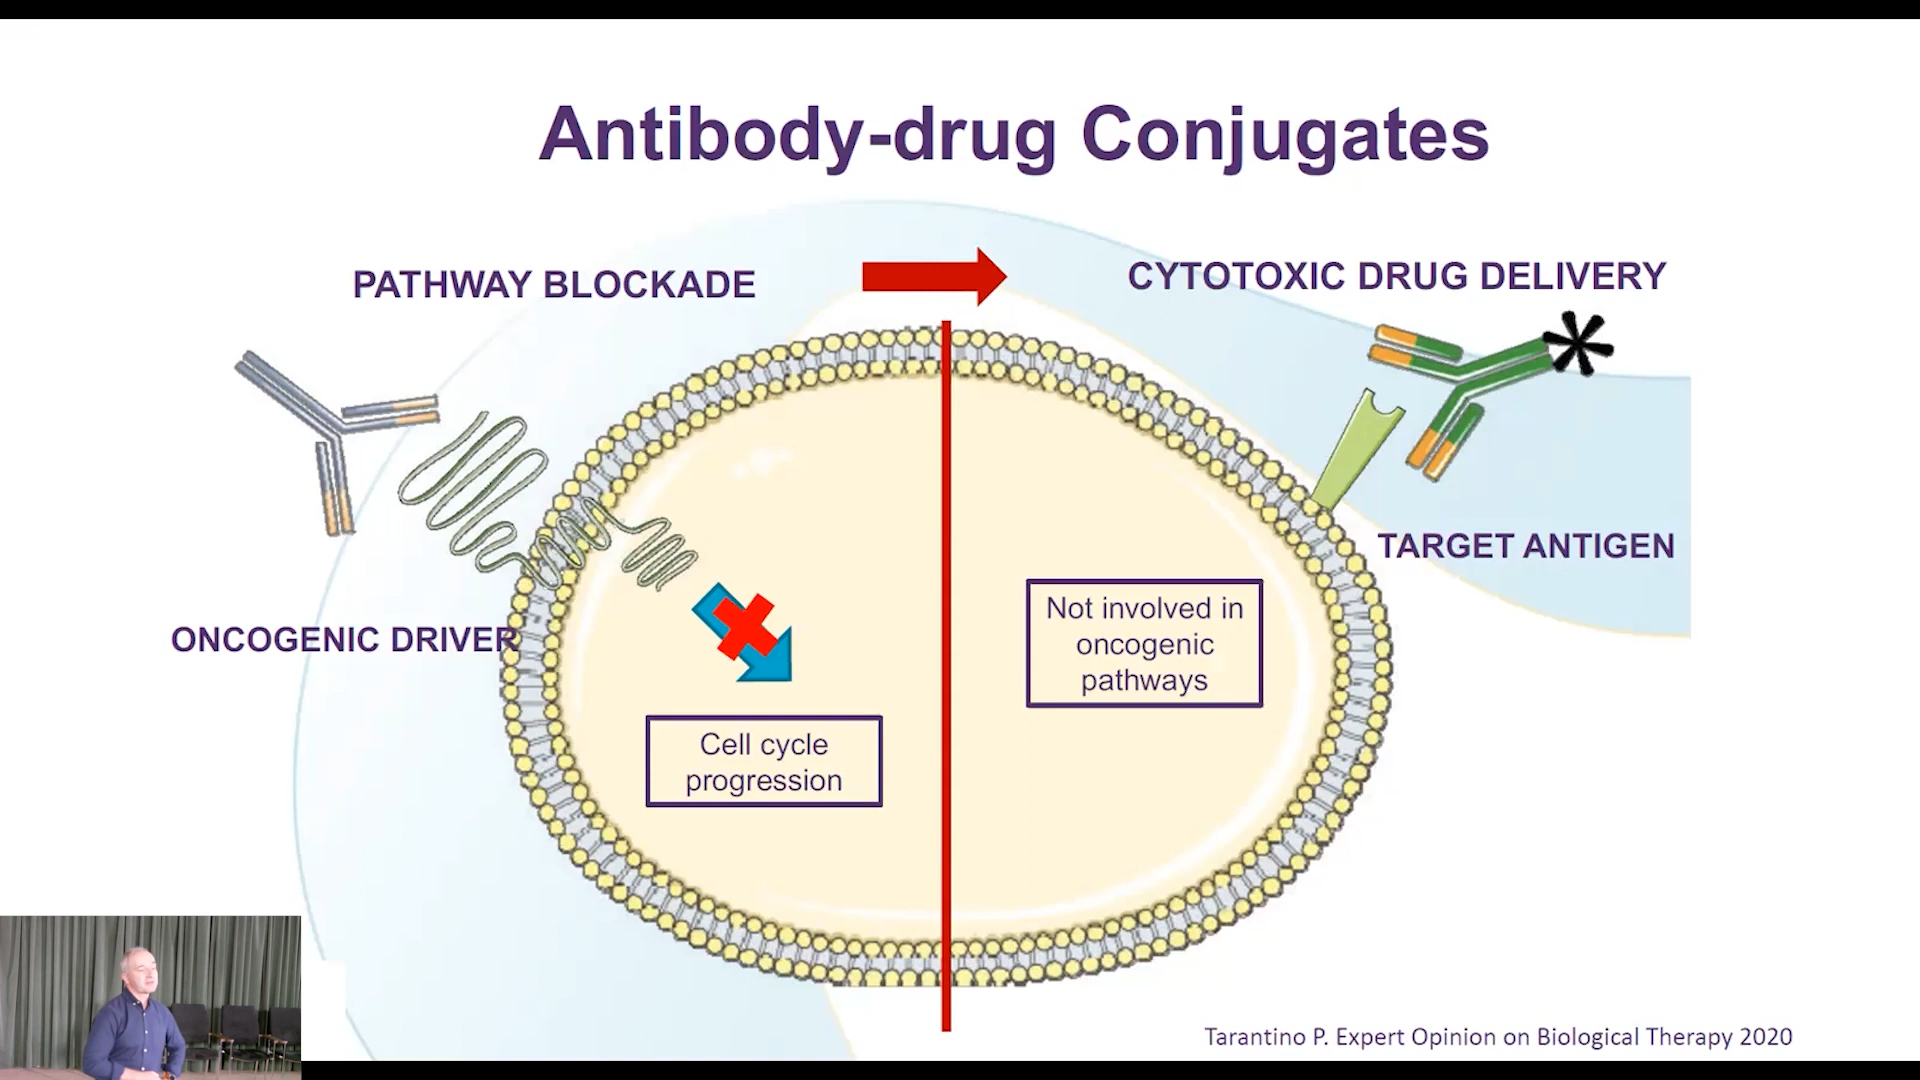 Antibody-drug Conjugates
PATHWAY BLOCKADE
CYTOTOXIC DRUG DELIVERY
ONCOGENIC DRIVER
TARGET ANTIGEN
Cell cycle
progression
Not involved in
oncogenic
pathways
Tarantino P. Expert Opinion on Biological Therapy 2020